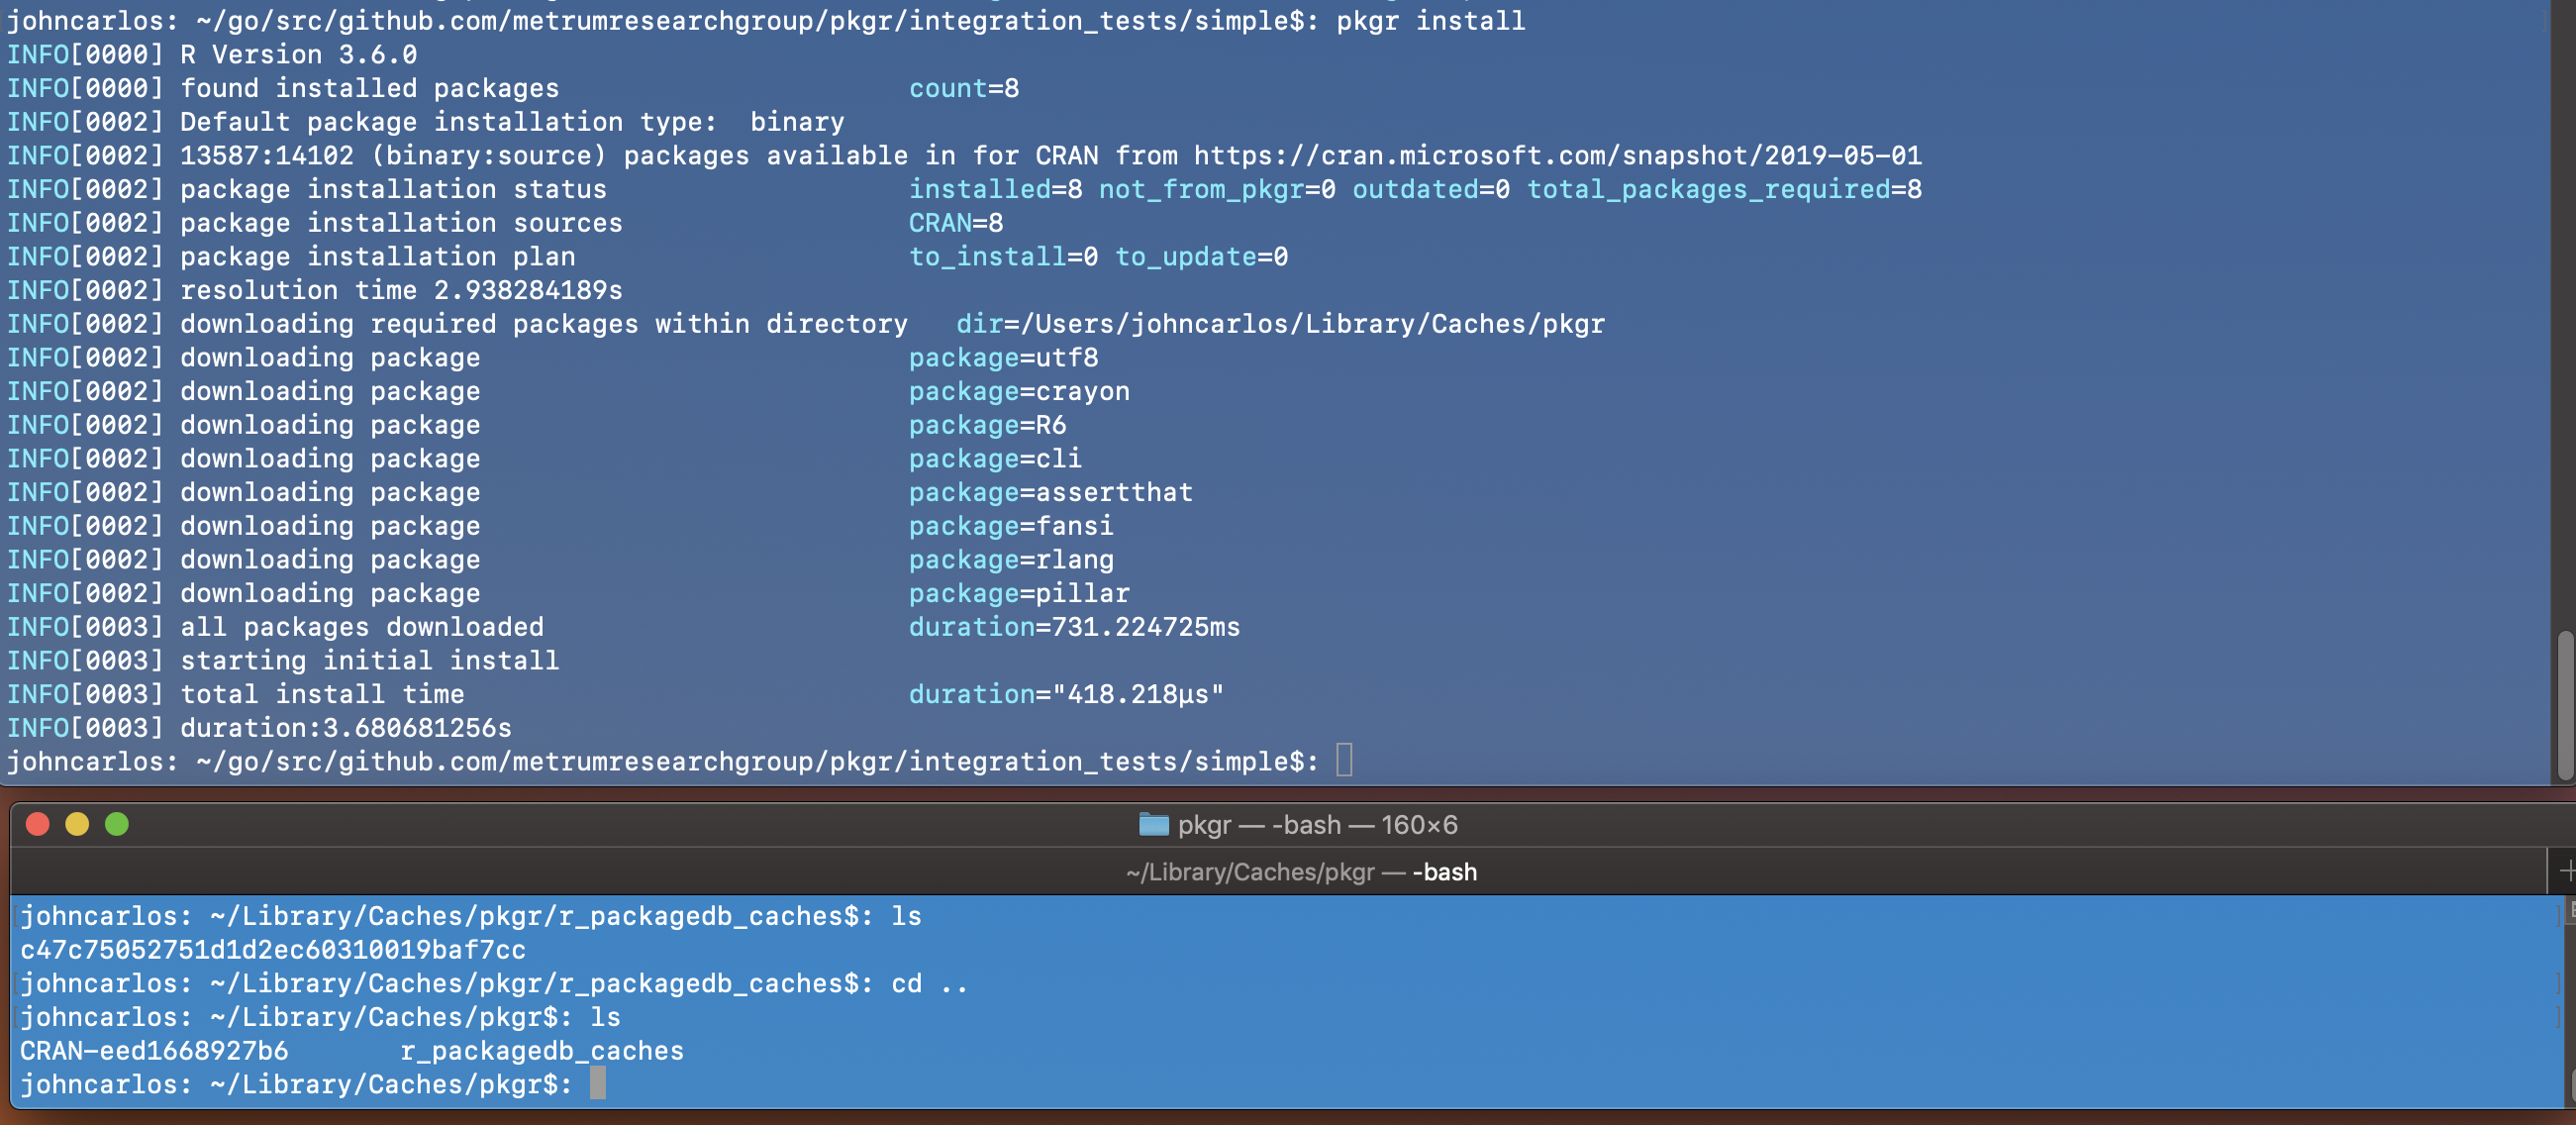 johncarlos: ~/go/src/github.com/metrumresearchgroup/pkgr/integration_tests/simple$: pkgr install
INFO[0000] R Version 3.6.0
INFO[0000] found installed packages count=8
INFO[0002] Default package installation type:  binary
INFO[0002] 13587:14102 (binary:source) packages available in for CRAN from https://cran.microsoft.com/snapshot/2019-05-01
INFO[0002] package installation status installed=8 not_from_pkgr=0 outdated=0 total_packages_required=8
INFO[0002] package installation sources CRAN=8
INFO[0002] package installation plan to_install=0 to_update=0
INFO[0002] resolution time 2.938284189s
INFO[0002] downloading required packages within directory dir=/Users/johncarlos/Library/Caches/pkgr
INFO[0002] downloading package package=utf8
INFO[0002] downloading package package=crayon
INFO[0002] downloading package package=R6
INFO[0002] downloading package package=cli
INFO[0002] downloading package package=assertthat
INFO[0002] downloading package package=fansi
INFO[0002] downloading package package=rlang
INFO[0002] downloading package package=pillar
INFO[0003] all packages downloaded duration=731.224725ms
INFO[0003] starting initial install
INFO[0003] total install time duration="418.218µs"
INFO[0003] duration:3.680681256s
johncarlos: ~/go/src/github.com/metrumresearchgroup/pkgr/integration_tests/simple$:
pkgr — -bash — 160×6
~/Library/Caches/pkgr — -bash
johncarlos: ~/Library/Caches/pkgr/r_packagedb_caches$: ls
c47c75052751d1d2ec60310019baf7cc
johncarlos: ~/Library/Caches/pkgr/r_packagedb_caches$: cd ..
johncarlos: ~/Library/Caches/pkgr$: ls
CRAN-eed1668927b6 r_packagedb_caches
johncarlos: ~/Library/Caches/pkgr$: